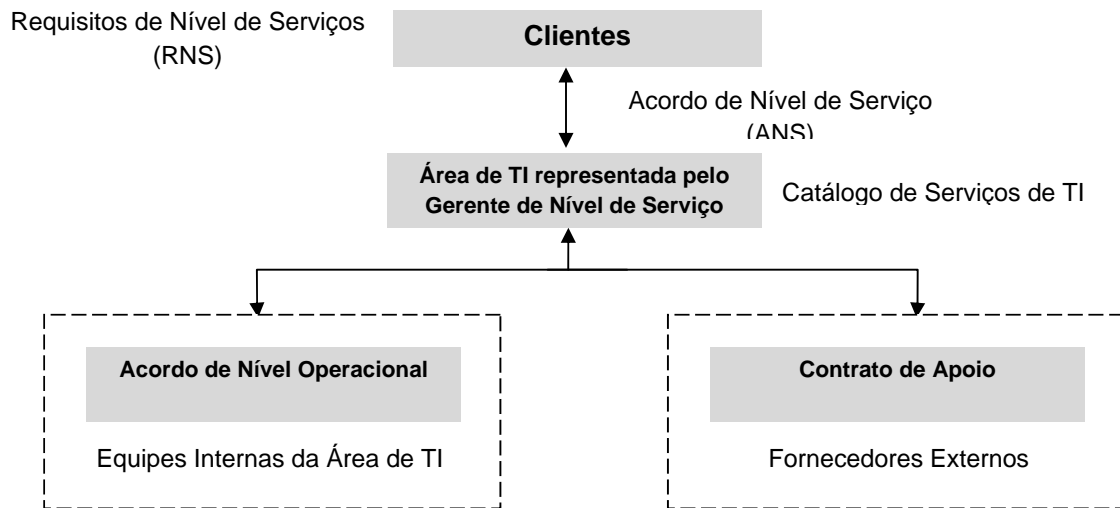 Requisitos de Nível de Serviços
(RNS)
Clientes
Acordo de Nível de Serviço
(ANS)
Área de TI representada pelo
Gerente de Nível de Serviço
Catálogo de Serviços de TI
Acordo de Nível Operacional
Equipes Internas da Área de TI
Contrato de Apoio
Fornecedores Externos